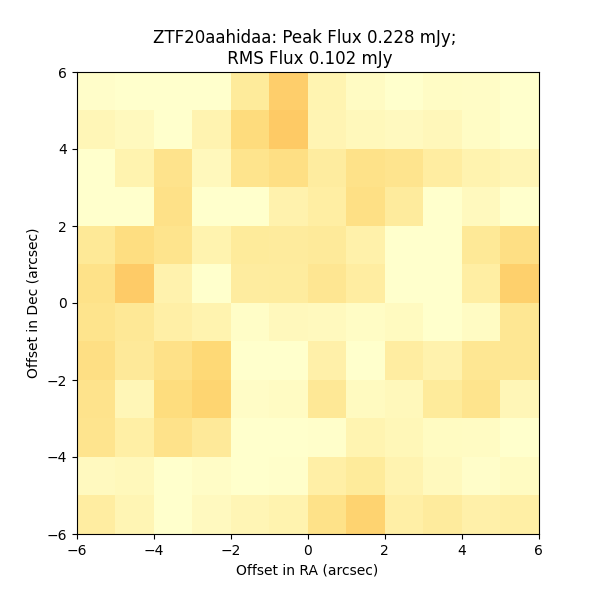 ZTF20aahidaa: Peak Flux 0.228 mJy;
RMS Flux 0.102 mJy
6
4
2
0
−2
−4
−6
Offset in Dec (arcsec)
−6 −4 −2 0 2 4 6
Offset in RA (arcsec)